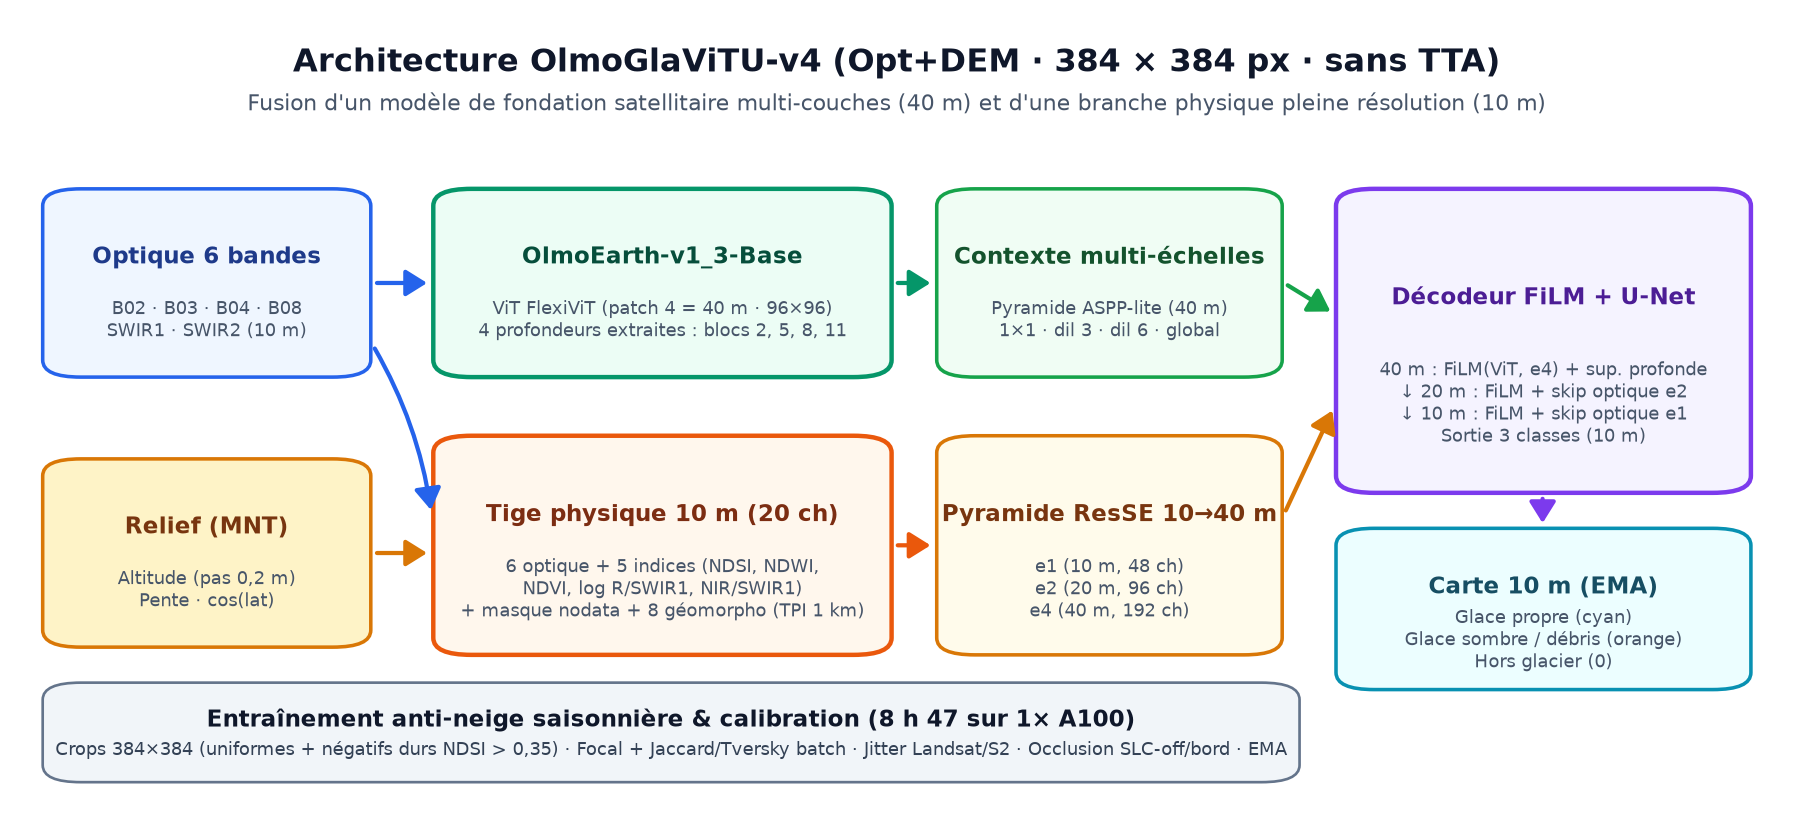 Architecture OlmoGlaViTU-v4 (Opt+DEM · 384 × 384 px · sans TTA)
Fusion d'un modèle de fondation satellitaire multi-couches (40 m) et d'une branche physique pleine résolution (10 m)
Optique 6 bandes
B02 · B03 · B04 · B08
SWIR1 · SWIR2 (10 m)
OlmoEarth-v1_3-Base
ViT FlexiViT (patch 4 = 40 m · 96×96)
4 profondeurs extraites : blocs 2, 5, 8, 11
Contexte multi-échelles
Pyramide ASPP-lite (40 m)
1×1 · dil 3 · dil 6 · global
Décodeur FiLM + U-Net
40 m : FiLM(ViT, e4) + sup. profonde
↓ 20 m : FiLM + skip optique e2
↓ 10 m : FiLM + skip optique e1
Sortie 3 classes (10 m)
Relief (MNT)
Altitude (pas 0,2 m)
Pente · cos(lat)
Tige physique 10 m (20 ch)
6 optique + 5 indices (NDSI, NDWI,
NDVI, log R/SWIR1, NIR/SWIR1)
+ masque nodata + 8 géomorpho (TPI 1 km)
Pyramide ResSE 10→40 m
e1 (10 m, 48 ch)
e2 (20 m, 96 ch)
e4 (40 m, 192 ch)
Carte 10 m (EMA)
Glace propre (cyan)
Glace sombre / débris (orange)
Hors glacier (0)
Entraînement anti-neige saisonnière & calibration (8 h 47 sur 1× A100)
Crops 384×384 (uniformes + négatifs durs NDSI > 0,35) · Focal + Jaccard/Tversky batch · Jitter Landsat/S2 · Occlusion SLC-off/bord · EMA